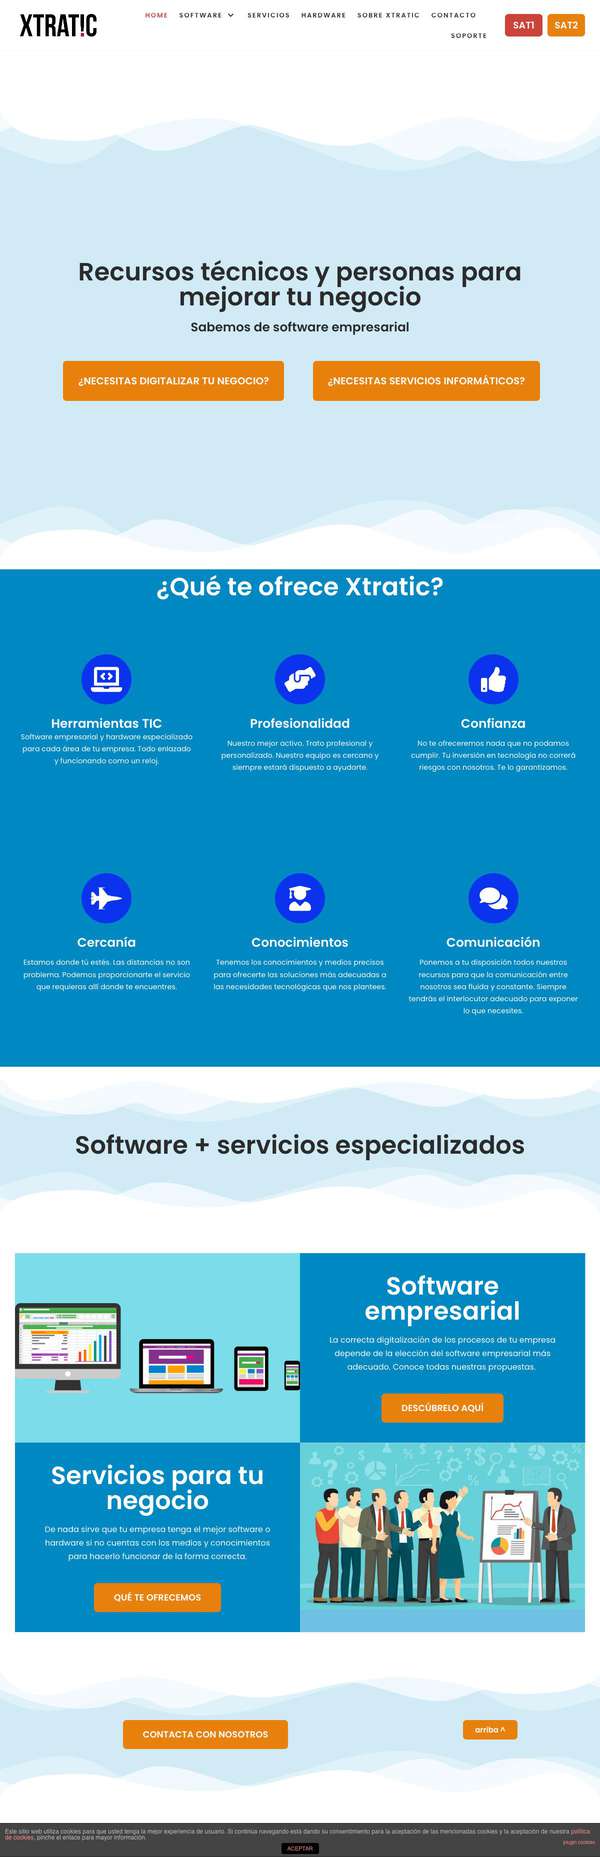 XTRATIC
HOME SOFTWARE SERVICIOS HARDWARE SOBRE XTRATIC CONTACTO
SOPORTE
SAT1 SAT2
Recursos técnicos y personas para
mejorar tu negocio
Sabemos de software empresarial
¿NECESITAS DIGITALIZAR TU NEGOCIO?
¿NECESITAS SERVICIOS INFORMÁTICOS?
¿Qué te ofrece Xtratic?
Herramientas TIC
Software empresarial y hardware especializado
para cada área de tu empresa. Todo enlazado
y funcionando como un reloj.
Profesionalidad
Nuestro mejor activo. Trato profesional y
personalizado. Nuestro equipo es cercano y
siempre estará dispuesto a ayudarte.
Confianza
No te ofreceremos nada que no podamos
cumplir. Tu inversión en tecnología no correrá
riesgos con nosotros. Te lo garantizamos.
Cercanía
Estamos donde tú estés. Las distancias no son
problema. Podemos proporcionarte el servicio
que requieras allí donde te encuentres.
Conocimientos
Tenemos los conocimientos y medios precisos
para ofrecerte las soluciones más adecuadas a
las necesidades tecnológicas que nos plantees.
Comunicación
Ponemos a tu disposición todos nuestros
recursos para que la comunicación entre
nosotros sea fluida y constante. Siempre
tendrás el interlocutor adecuado para exponer
lo que necesites.
Software + servicios especializados
Software
empresarial
La correcta digitalización de los procesos de tu empresa
depende de la elección del software empresarial más
adecuado. Conoce todas nuestras propuestas.
DESCÚBRELO AQUÍ
Servicios para tu
negocio
De nada sirve que tu empresa tenga el mejor software o
hardware si no cuentas con los medios y conocimientos
para hacerlo funcionar de la forma correcta.
QUÉ TE OFRECEMOS
CONTACTA CON NOSOTROS
arriba ^
Este sitio web utiliza cookies para que usted tenga la mejor experiencia de usuario. Si continúa navegando está dando su consentimiento para la aceptación de las mencionadas cookies y la aceptación de nuestra política
de cookies, pinche el enlace para mayor información.
plugin cookies
ACEPTAR